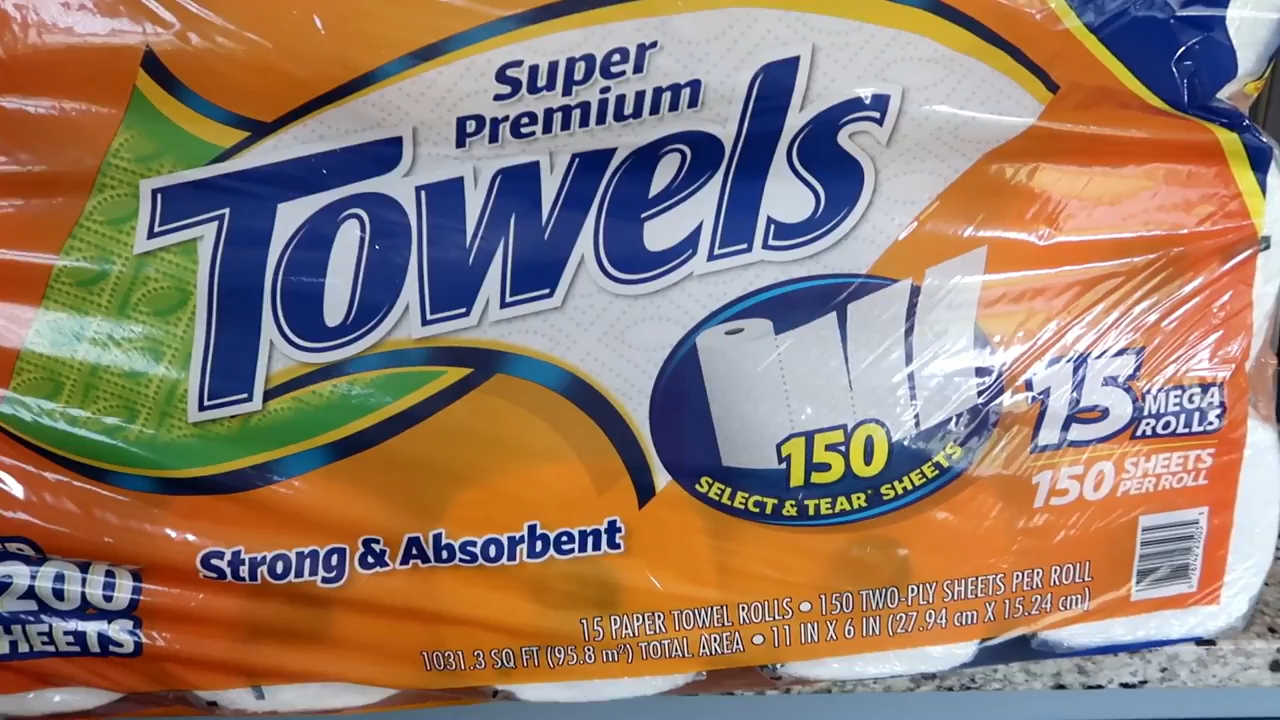 Super
Premium
Towels
150
SELECT & TEAR* SHEETS
15 MEGA
ROLLS
150 SHEETS
PER ROLL
Strong & Absorbent
200
15 PAPER TOWEL ROLLS • 150 TWO-PLY SHEETS PER ROLL
1031.3 SQ FT (95.8 m²) TOTAL AREA • 11 IN X 6 IN (27.94 cm X 15.24 cm)